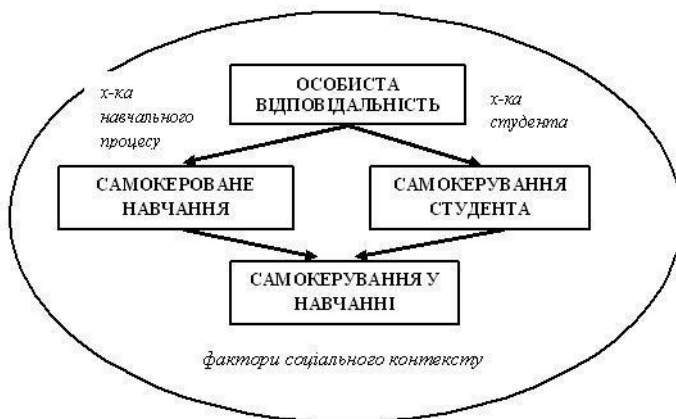 ОСОБИСТА
ВІДПОВІДАЛЬНІСТЬ
х-ка
навчального
процесу
х-ка
студента
САМОКЕРОВАНЕ
НАВЧАННЯ
САМОКЕРУВАННЯ
СТУДЕНТА
САМОКЕРУВАННЯ У
НАВЧАННІ
фактори соціального контексту